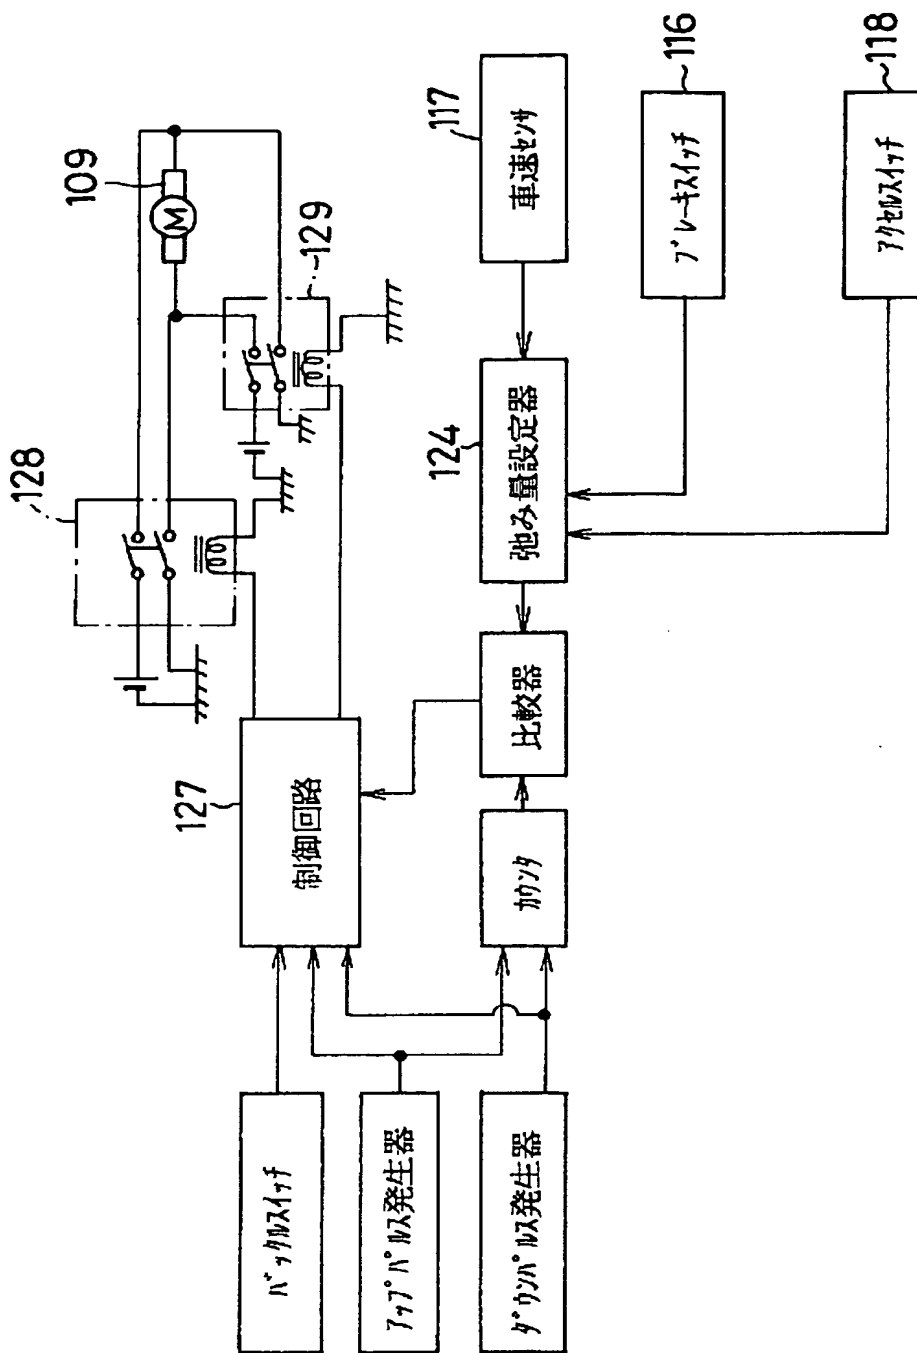 109
M
128
129
127
制御回路
117
車速センサ
116
ブレーキスイッチ
118
アクセルスイッチ
124
弛み量設定器
比較器
カウンタ
バックルスイッチ
アップパルス発生器
ダウンパルス発生器